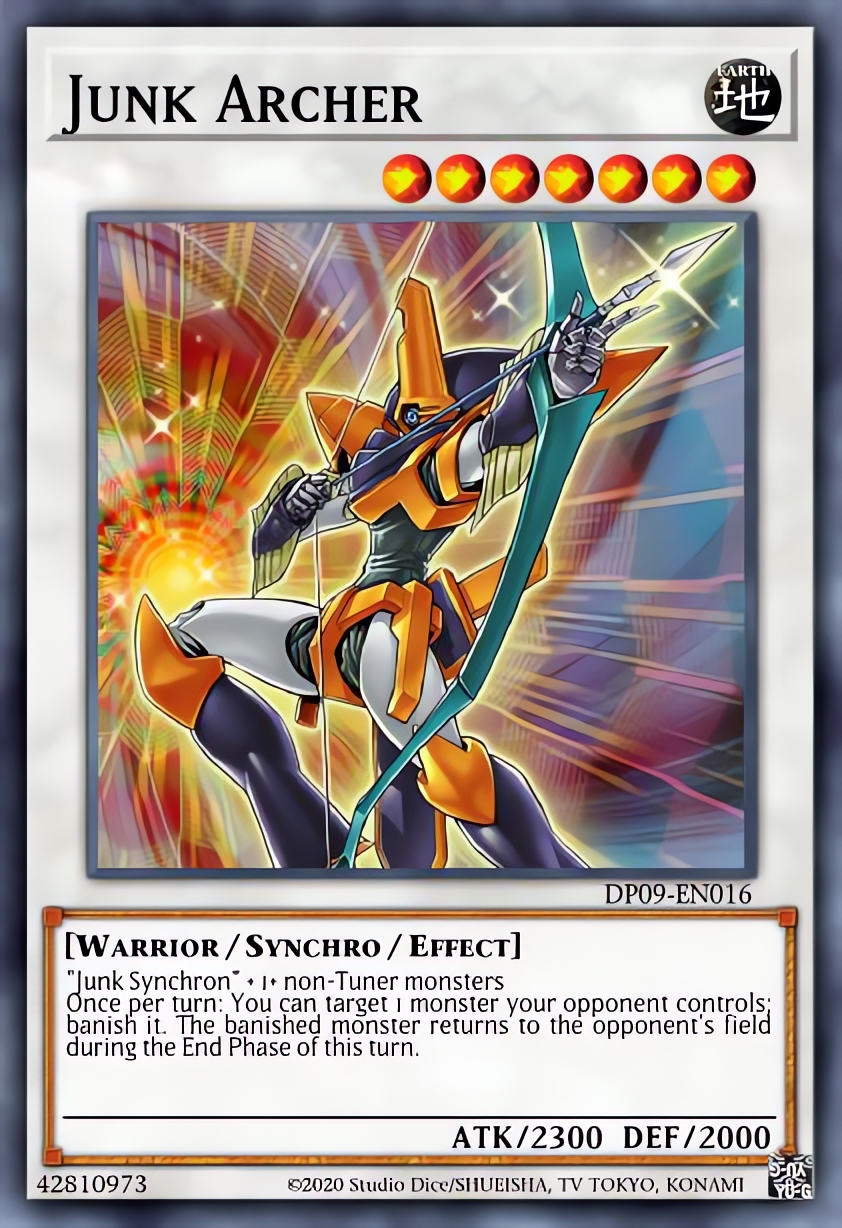 JUNK ARCHER
EARTH
地
DP09-EN016
[WARRIOR / SYNCHRO / EFFECT]
"Junk Synchron" + 1+ non-Tuner monsters
Once per turn: You can target 1 monster your opponent controls;
banish it. The banished monster returns to the opponent's field
during the End Phase of this turn.
ATK/2300 DEF/2000
42810973
©2020 Studio Dice/SHUEISHA, TV TOKYO, KONAMI